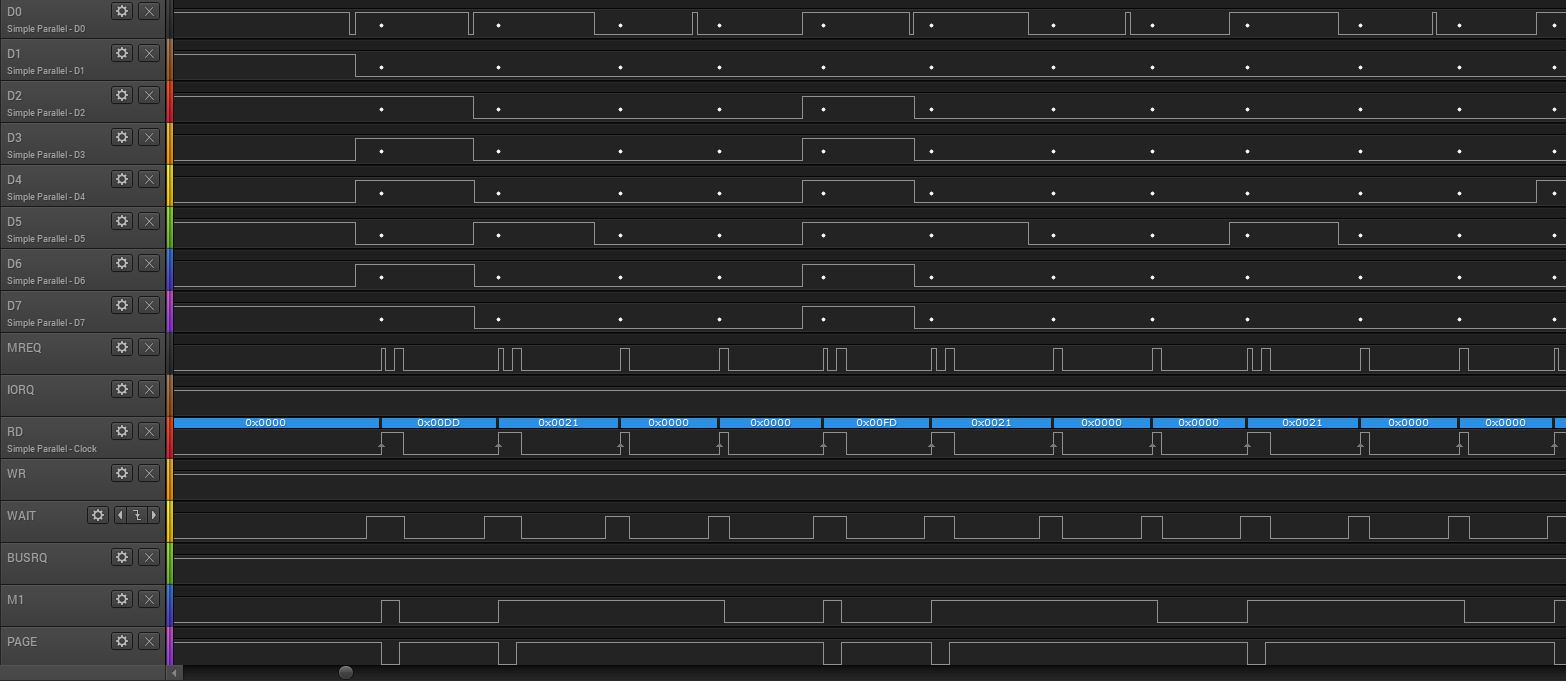 D0
Simple Parallel - D0
D1
Simple Parallel - D1
D2
Simple Parallel - D2
D3
Simple Parallel - D3
D4
Simple Parallel - D4
D5
Simple Parallel - D5
D6
Simple Parallel - D6
D7
Simple Parallel - D7
MREQ
IORQ
0x0000 0x00DD 0x0021 0x0000 0x0000 0x00FD 0x0021 0x0000 0x0000 0x0021 0x0000 0x0000
RD
Simple Parallel - Clock
WR
WAIT
BUSRQ
M1
PAGE